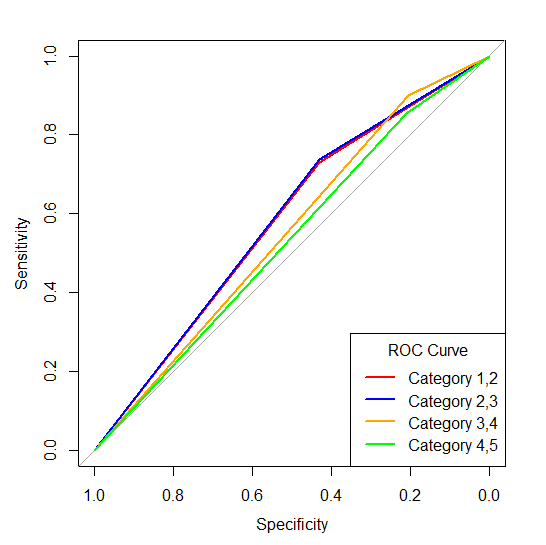 1.0
0.8
0.6
0.4
0.2
0.0
Sensitivity
ROC Curve
Category 1,2
Category 2,3
Category 3,4
Category 4,5
1.0 0.8 0.6 0.4 0.2 0.0
Specificity